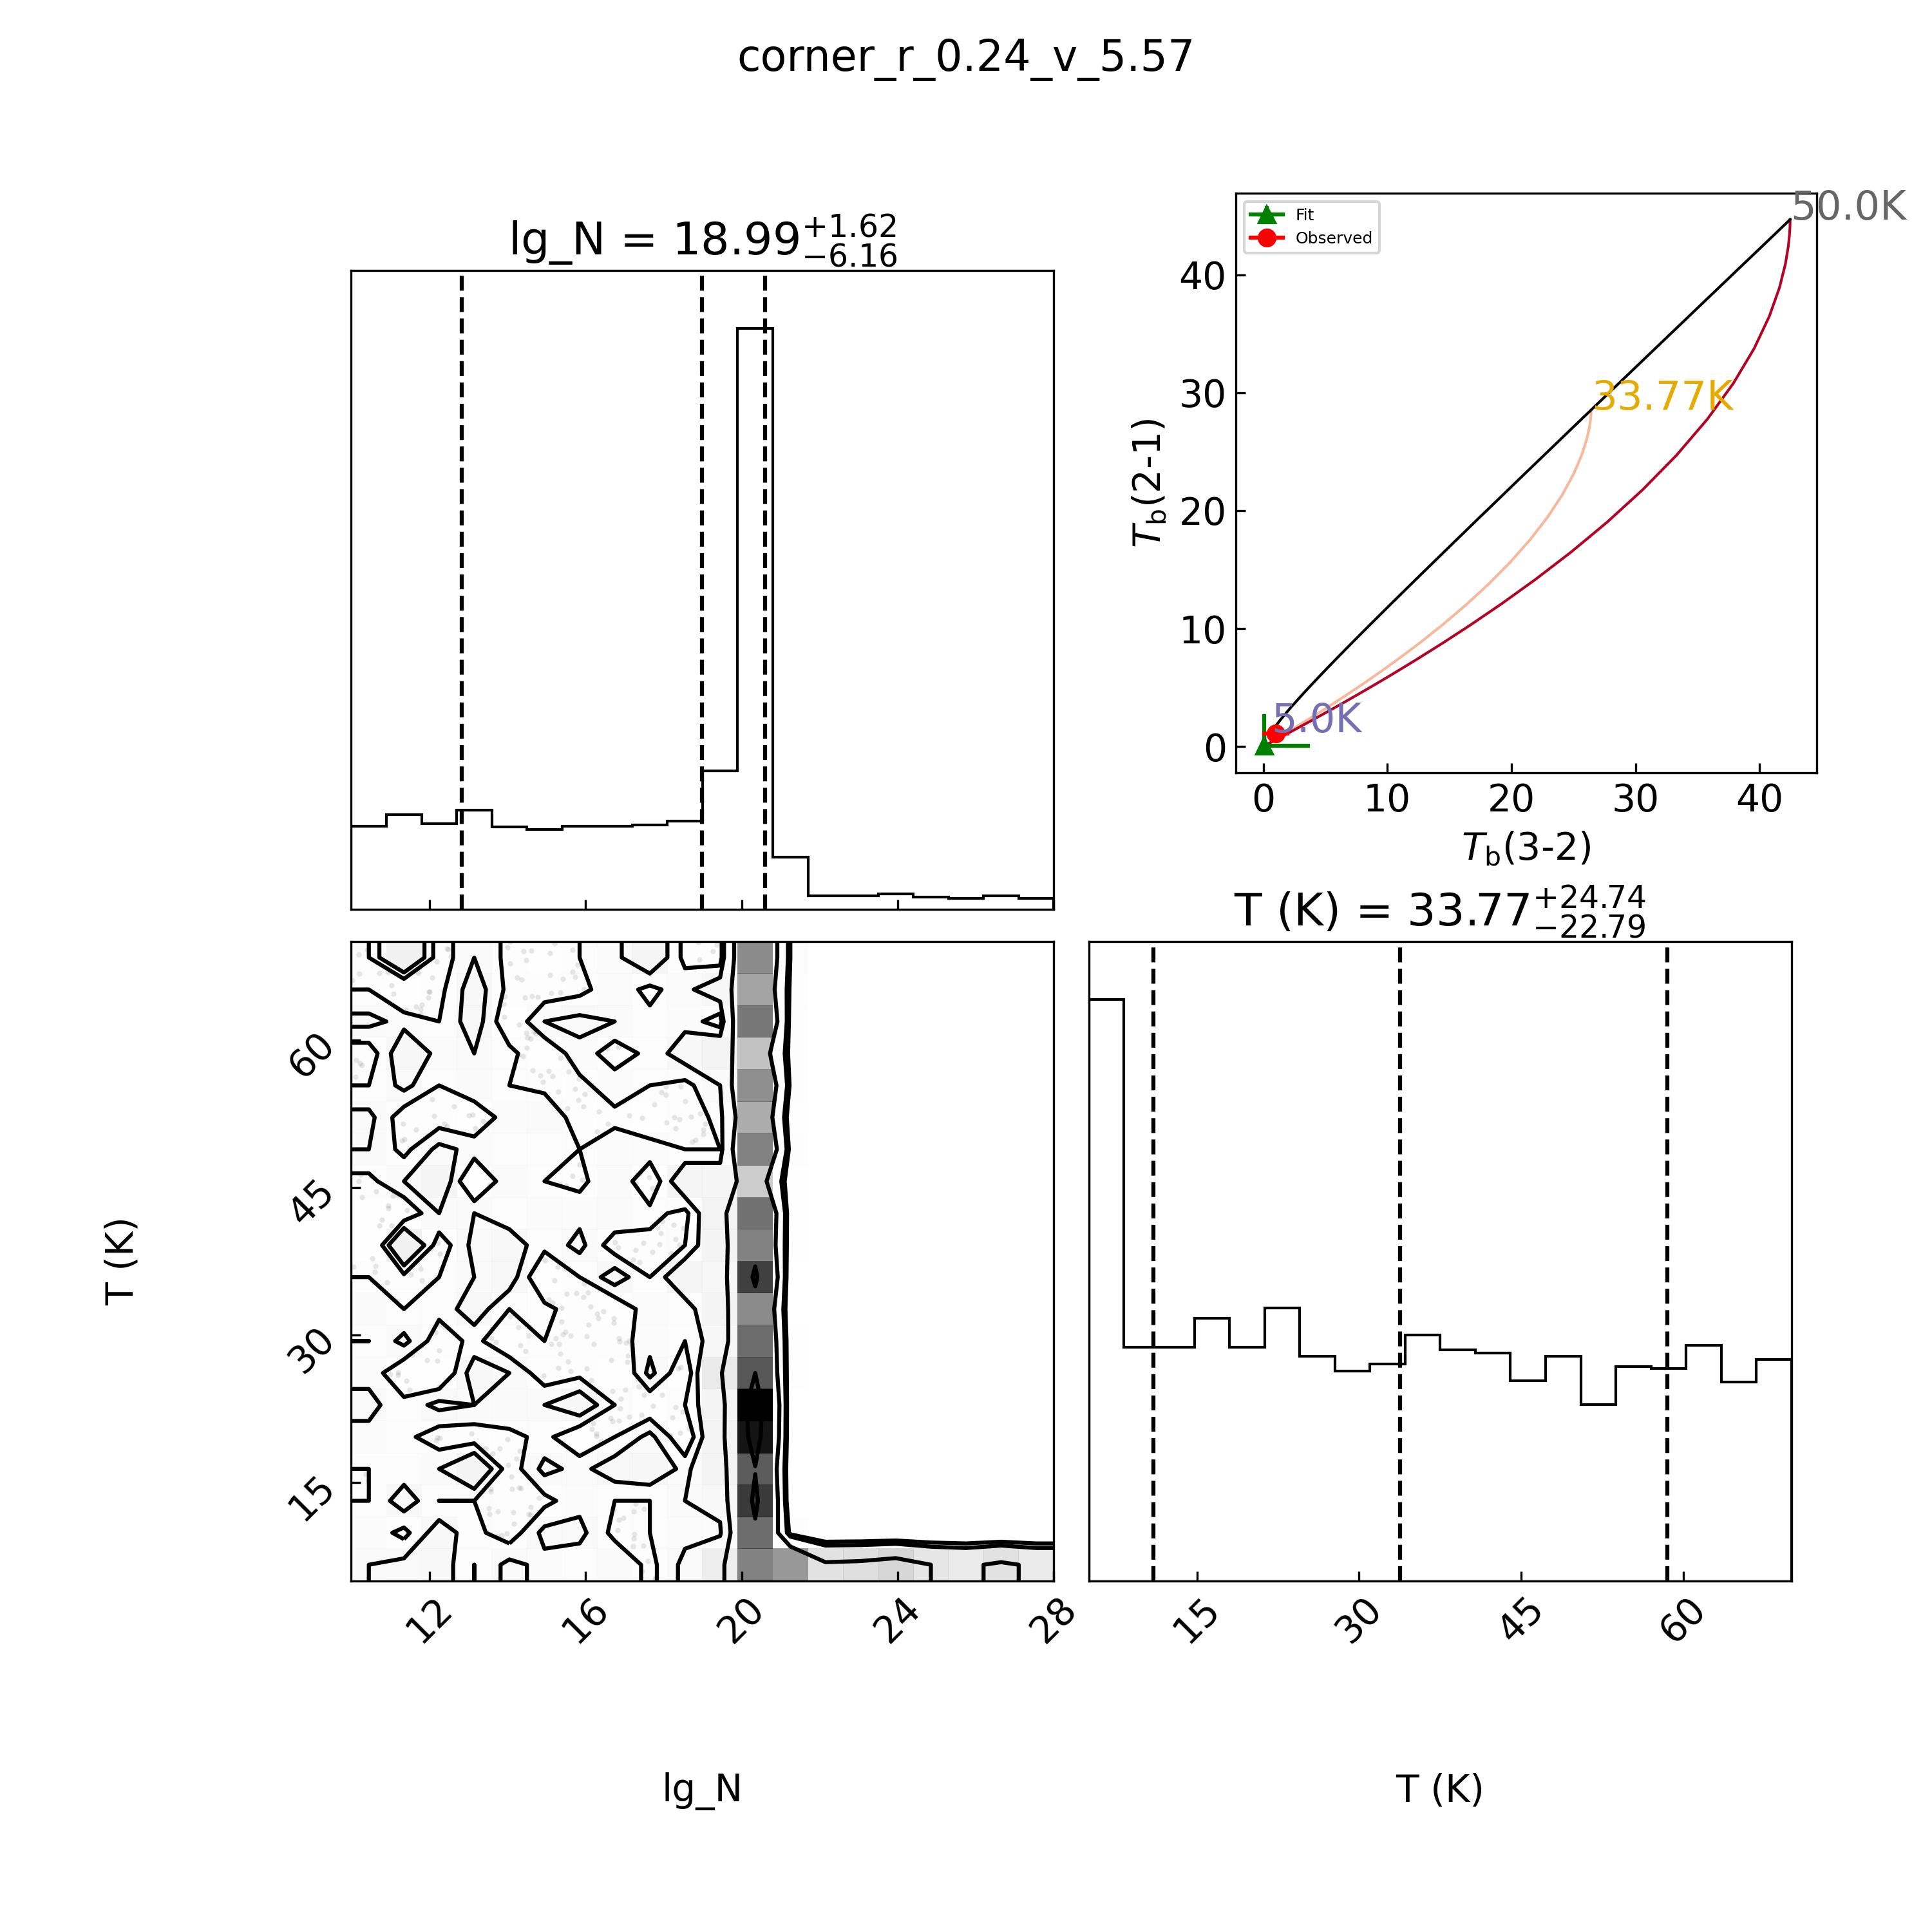 corner_r_0.24_v_5.57
lg_N = 18.99+1.62−6.16
50.0K
Fit
Observed
40
30
20
10
0
33.77K
5.0K
Tb(2-1)
0 10 20 30 40
Tb(3-2)
T (K) = 33.77+24.74−22.79
60
45
30
15
T (K)
12 16 20 24 28
15 30 45 60
lg_N
T (K)